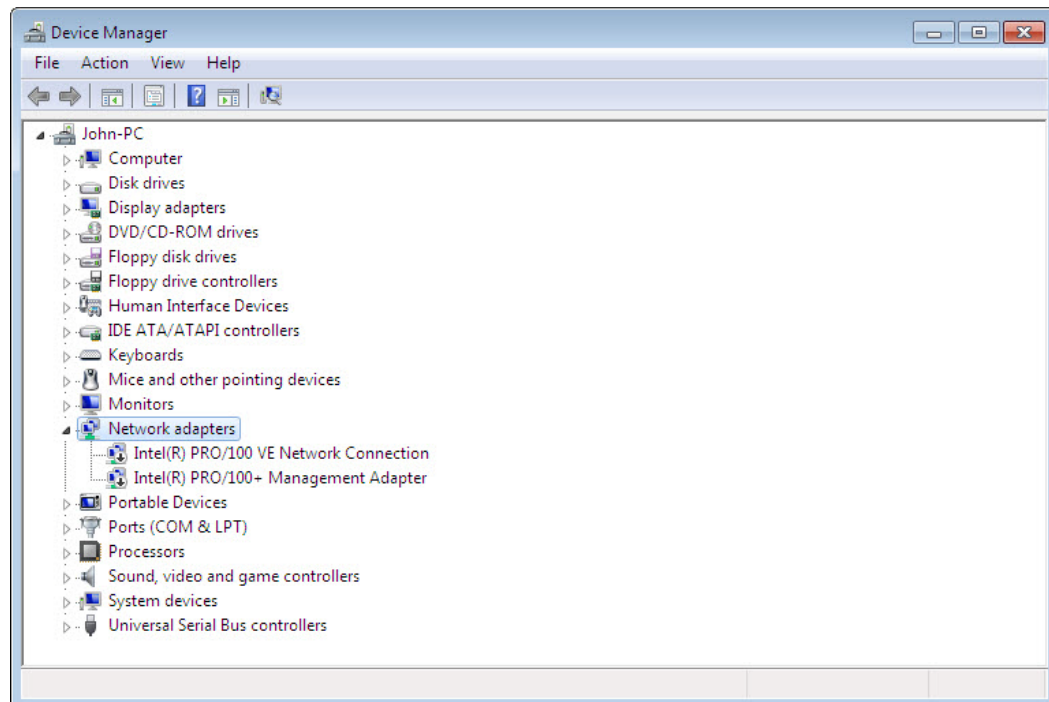 Device Manager
File Action View Help
John-PC
Computer
Disk drives
Display adapters
DVD/CD-ROM drives
Floppy disk drives
Floppy drive controllers
Human Interface Devices
IDE ATA/ATAPI controllers
Keyboards
Mice and other pointing devices
Monitors
Network adapters
Intel(R) PRO/100 VE Network Connection
Intel(R) PRO/100+ Management Adapter
Portable Devices
Ports (COM & LPT)
Processors
Sound, video and game controllers
System devices
Universal Serial Bus controllers